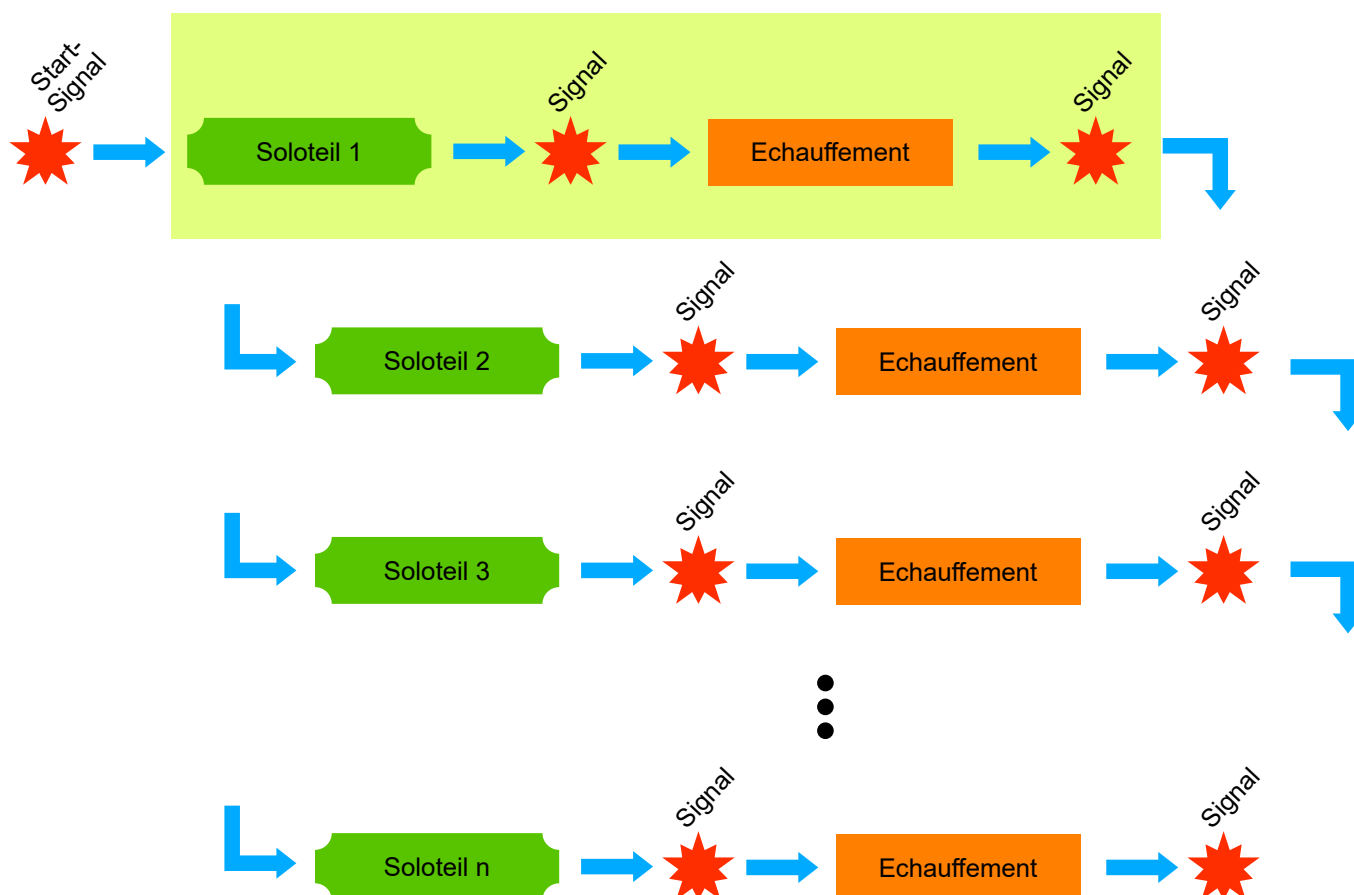 Start-
Signal
Soloteil 1
Signal
Echauffement
Signal
Soloteil 2
Signal
Echauffement
Signal
Soloteil 3
Signal
Echauffement
Signal
Soloteil n
Signal
Echauffement
Signal